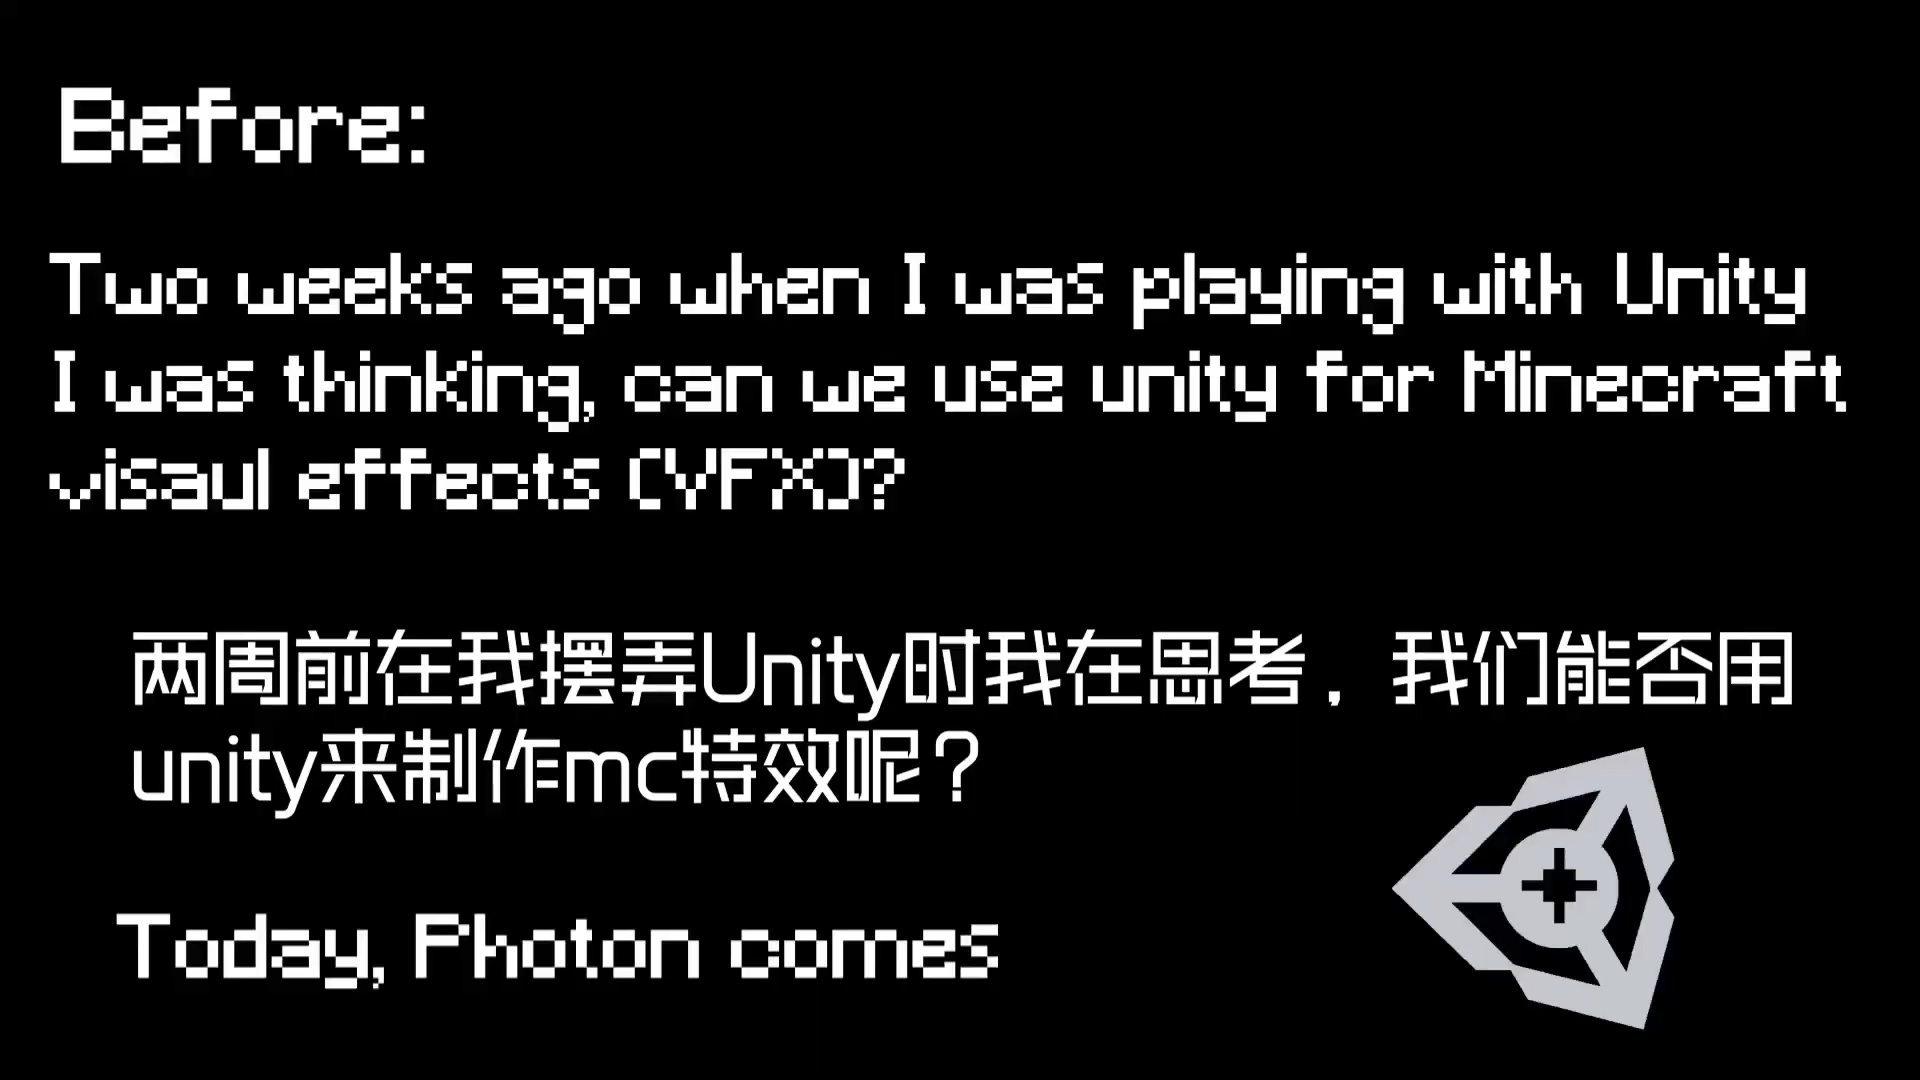 Before:
Two weeks ago when I was playing with Unity
I was thinking, can we use unity for Minecraft
visaul effects (VFX)?
两周前在我摆弄Unity时我在思考，我们能否用
unity来制作mc特效呢？
Today, Photon comes